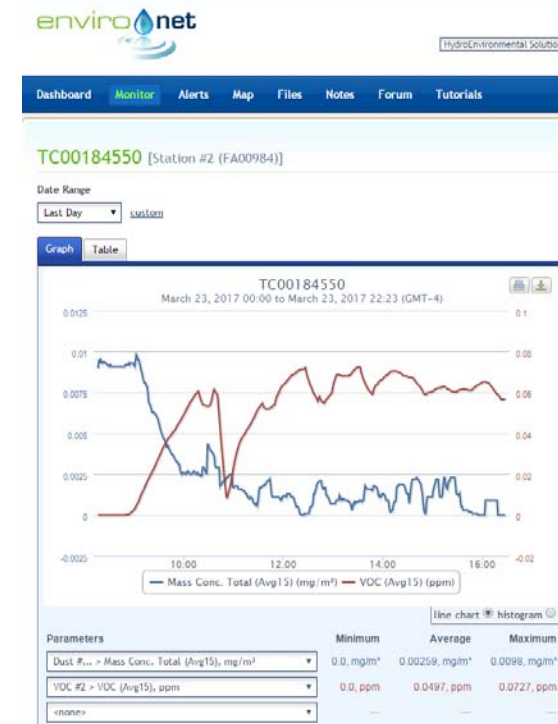 enviro net
HydroEnvironmental Solutio
Dashboard Monitor Alerts Map Files Notes Forum Tutorials
TC00184550 [Station #2 (FA00984)]
Date Range
Last Day custom
Graph Table
TC00184550
March 23, 2017 00:00 to March 23, 2017 22:23 (GMT-4)
0.0125 0.1
0.01 0.08
0.0075 0.06
0.005 0.04
0.0025 0.02
0 0
-0.0025 -0.02
10:00 12:00 14:00 16:00
Mass Conc. Total (Avg15) (mg/m³) VOC (Avg15) (ppm)
line chart histogram
Parameters Minimum Average Maximum
Dust #... > Mass Conc. Total (Avg15), mg/m³ 0.0, mg/m³ 0.00259, mg/m³ 0.0098, mg/m³
VOC #2 > VOC (Avg15), ppm 0.0, ppm 0.0497, ppm 0.0727, ppm
<none> — — —